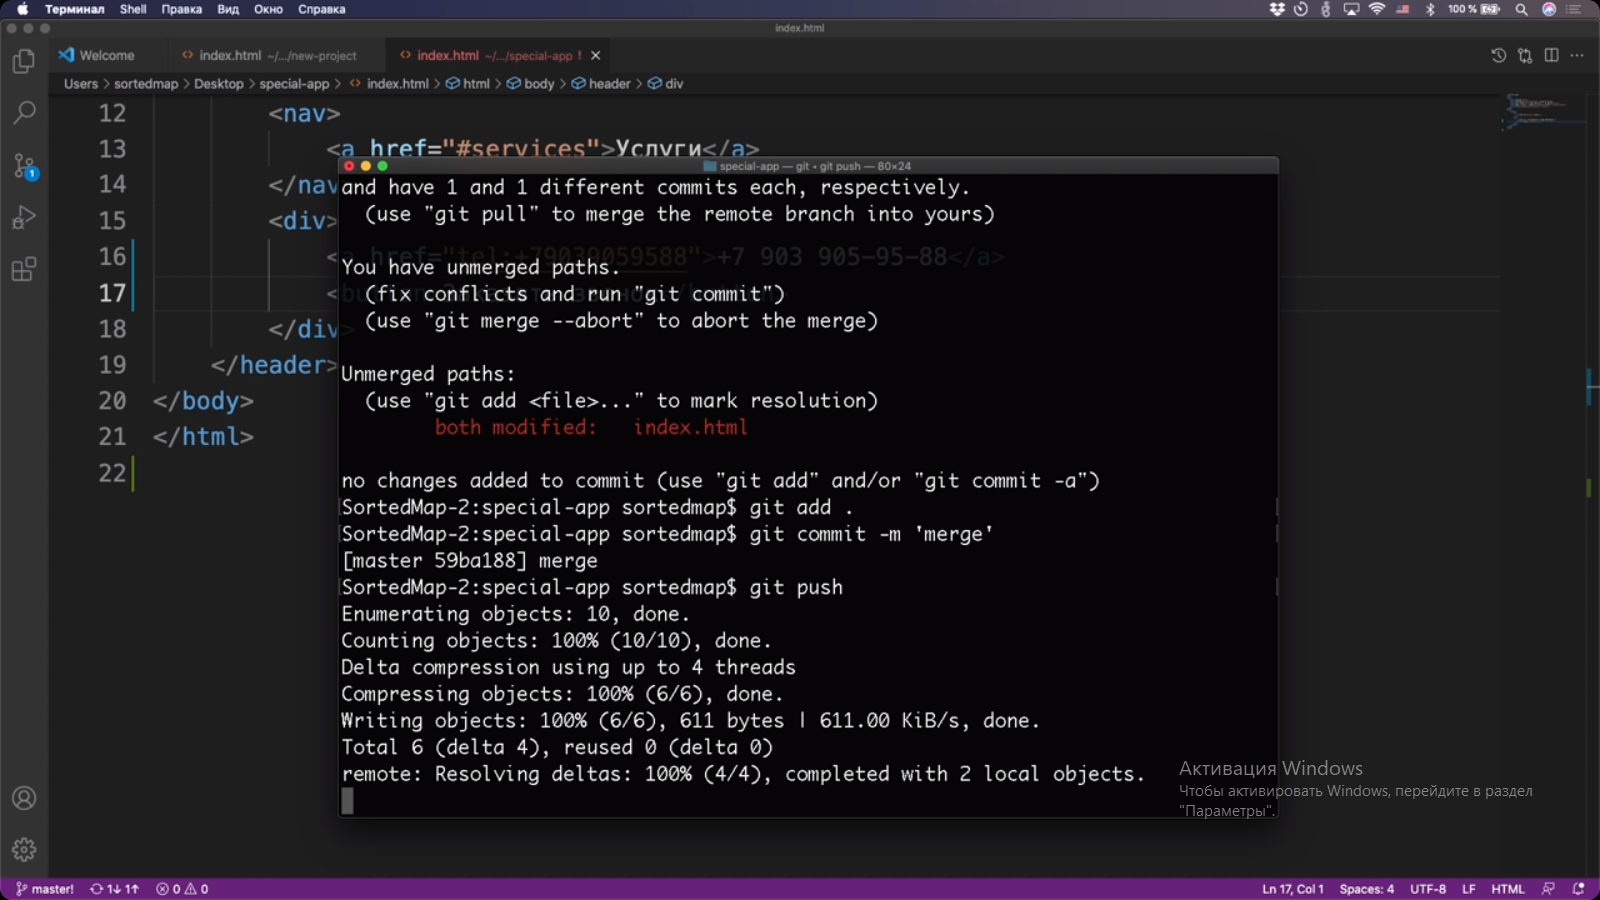 Терминал Shell Правка Вид Окно Справка 100 %
index.html
Welcome index.html ~/.../new-project index.html ~/.../special-app !
Users > sortedmap > Desktop > special-app > index.html > html > body > header > div
12 <nav>
13 <a href="#services">Услуги</a>
14 </nav
15 <div>
16 <a href="tel:+79039059588">+7 903 905-95-88</a>
17
18 </div>
19 </header>
20 </body>
21 </html>
22
special-app — git • git push — 80×24
and have 1 and 1 different commits each, respectively.
(use "git pull" to merge the remote branch into yours)
You have unmerged paths.
(fix conflicts and run "git commit")
(use "git merge --abort" to abort the merge)
Unmerged paths:
(use "git add <file>..." to mark resolution)
both modified: index.html
no changes added to commit (use "git add" and/or "git commit -a")
SortedMap-2:special-app sortedmap$ git add .
SortedMap-2:special-app sortedmap$ git commit -m 'merge'
[master 59ba188] merge
SortedMap-2:special-app sortedmap$ git push
Enumerating objects: 10, done.
Counting objects: 100% (10/10), done.
Delta compression using up to 4 threads
Compressing objects: 100% (6/6), done.
Writing objects: 100% (6/6), 611 bytes | 611.00 KiB/s, done.
Total 6 (delta 4), reused 0 (delta 0)
remote: Resolving deltas: 100% (4/4), completed with 2 local objects.
Активация Windows
Чтобы активировать Windows, перейдите в раздел
"Параметры".
1
master! 1↓ 1↑ 0 0 Ln 17, Col 1 Spaces: 4 UTF-8 LF HTML